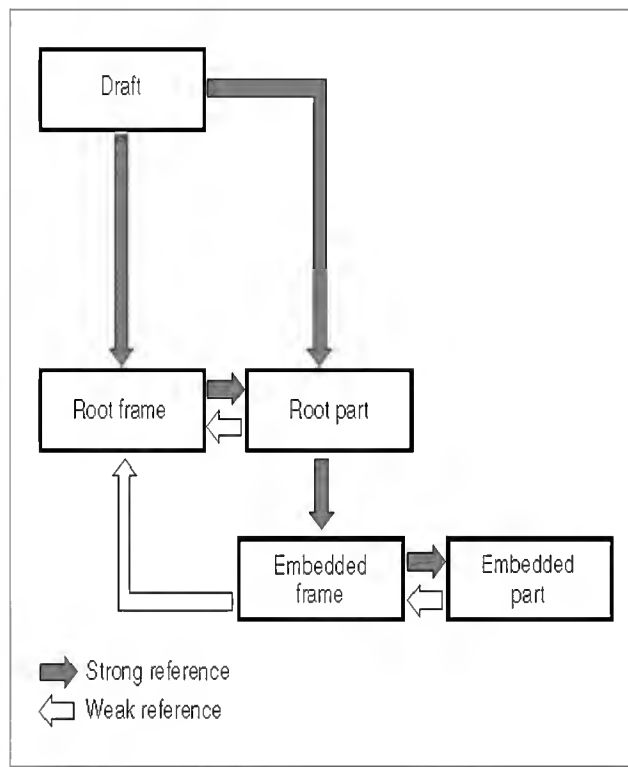 Draft
Root frame
Root part
Embedded
frame
Embedded
part
Strong reference
Weak reference